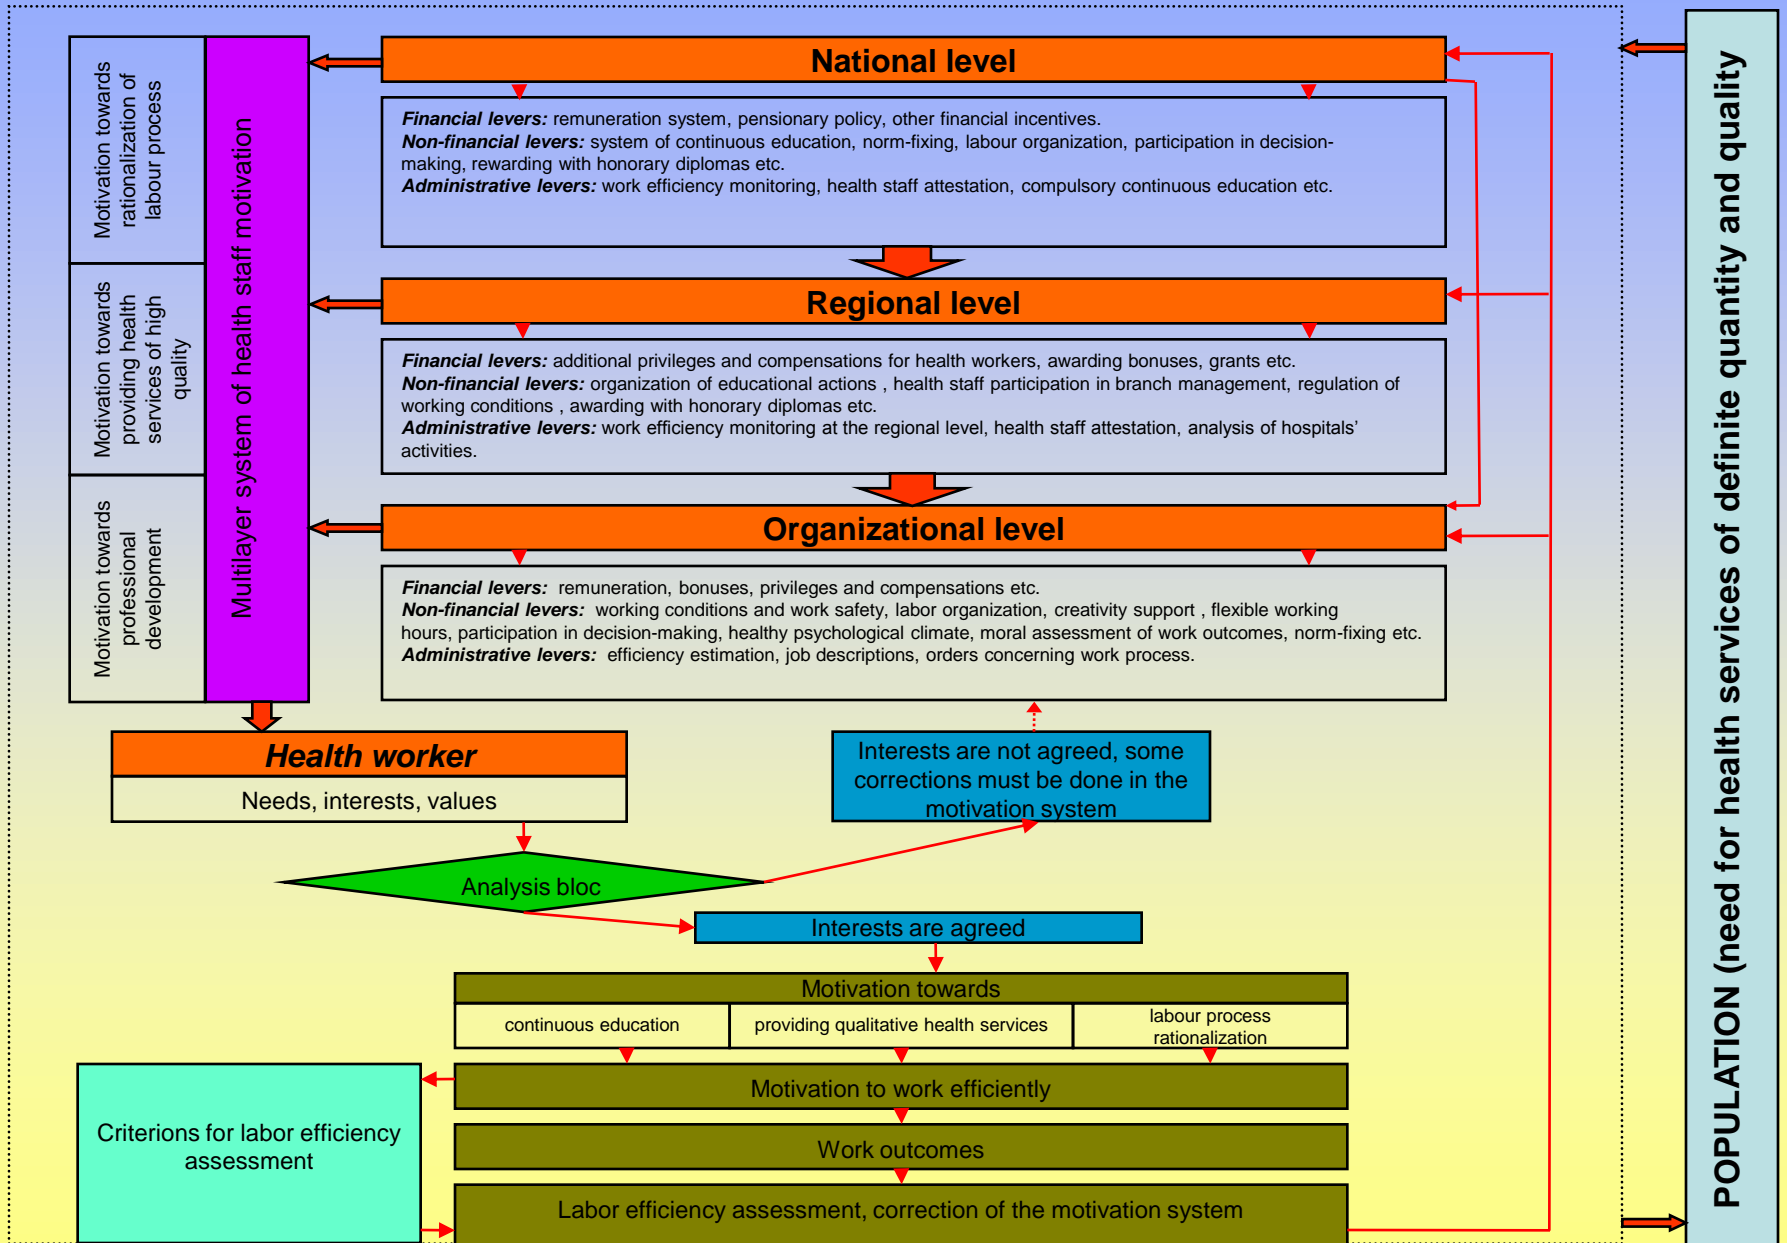 National level
Financial levers: remuneration system, pensionary policy, other financial incentives.
Non-financial levers: system of continuous education, norm-fixing, labour organization, participation in decision-
making, rewarding with honorary diplomas etc.
Administrative levers: work efficiency monitoring, health staff attestation, compulsory continuous education etc.
Regional level
Financial levers: additional privileges and compensations for health workers, awarding bonuses, grants etc.
Non-financial levers: organization of educational actions , health staff participation in branch management, regulation of
working conditions , awarding with honorary diplomas etc.
Administrative levers: work efficiency monitoring at the regional level, health staff attestation, analysis of hospitals’
activities.
Organizational level
Financial levers: remuneration, bonuses, privileges and compensations etc.
Non-financial levers: working conditions and work safety, labor organization, creativity support , flexible working
hours, participation in decision-making, healthy psychological climate, moral assessment of work outcomes, norm-fixing etc.
Administrative levers: efficiency estimation, job descriptions, orders concerning work process.
Motivation towards
rationalization of
labour process
Motivation towards
providing health
services of high
quality
Motivation towards
professional
development
Multilayer system of health staff motivation
Health worker
Needs, interests, values
Interests are not agreed, some
corrections must be done in the
motivation system
Analysis bloc
Interests are agreed
Motivation towards
continuous education
providing qualitative health services
labour process
rationalization
Motivation to work efficiently
Criterions for labor efficiency
assessment
Work outcomes
Labor efficiency assessment, correction of the motivation system
POPULATION (need for health services of definite quantity and quality